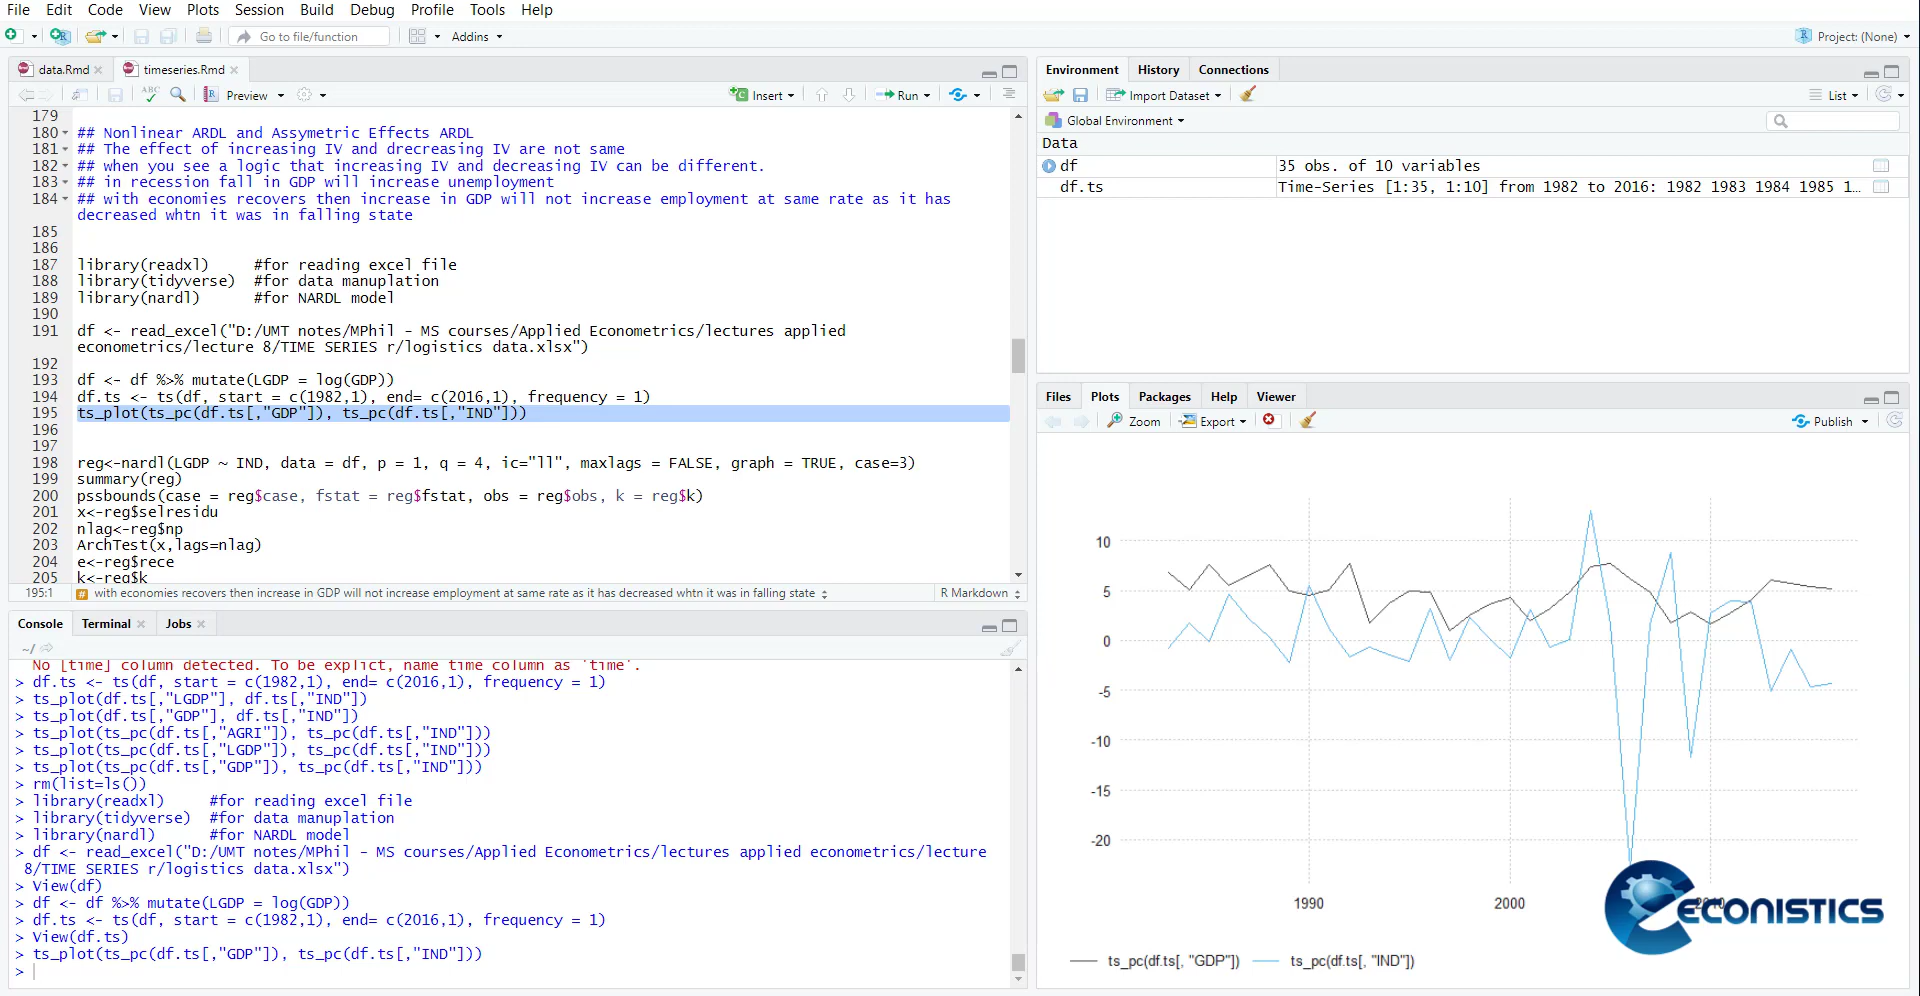 File Edit Code View Plots Session Build Debug Profile Tools Help
Go to file/function Addins Project: (None)
data.Rmd timeseries.Rmd
ABC Preview Insert Run
179
180 ## Nonlinear ARDL and Assymetric Effects ARDL
181 ## The effect of increasing IV and drecreasing IV are not same
182 ## when you see a logic that increasing IV and decreasing IV can be different.
183 ## in recession fall in GDP will increase unemployment
184 ## with economies recovers then increase in GDP will not increase employment at same rate as it has
decreased whtn it was in falling state
185
186
187 library(readxl) #for reading excel file
188 library(tidyverse) #for data manuplation
189 library(nardl) #for NARDL model
190
191 df <- read_excel("D:/UMT notes/MPhil - MS courses/Applied Econometrics/lectures applied
econometrics/lecture 8/TIME SERIES r/logistics data.xlsx")
192
193 df <- df %>% mutate(LGDP = log(GDP))
194 df.ts <- ts(df, start = c(1982,1), end= c(2016,1), frequency = 1)
195 ts_plot(ts_pc(df.ts[,"GDP"]), ts_pc(df.ts[,"IND"]))
196
197
198 reg<-nardl(LGDP ~ IND, data = df, p = 1, q = 4, ic="ll", maxlags = FALSE, graph = TRUE, case=3)
199 summary(reg)
200 pssbounds(case = reg$case, fstat = reg$fstat, obs = reg$obs, k = reg$k)
201 x<-reg$selresidu
202 nlag<-reg$np
203 ArchTest(x,lags=nlag)
204 e<-reg$rece
205 k<-reg$k
195:1 # with economies recovers then increase in GDP will not increase employment at same rate as it has decreased whtn it was in falling state R Markdown
Console Terminal Jobs
~/
No [time] column detected. To be explict, name time column as 'time'.
> df.ts <- ts(df, start = c(1982,1), end= c(2016,1), frequency = 1)
> ts_plot(df.ts[,"LGDP"], df.ts[,"IND"])
> ts_plot(df.ts[,"GDP"], df.ts[,"IND"])
> ts_plot(ts_pc(df.ts[,"AGRI"]), ts_pc(df.ts[,"IND"]))
> ts_plot(ts_pc(df.ts[,"LGDP"]), ts_pc(df.ts[,"IND"]))
> ts_plot(ts_pc(df.ts[,"GDP"]), ts_pc(df.ts[,"IND"]))
> rm(list=ls())
> library(readxl) #for reading excel file
> library(tidyverse) #for data manuplation
> library(nardl) #for NARDL model
> df <- read_excel("D:/UMT notes/MPhil - MS courses/Applied Econometrics/lectures applied econometrics/lecture
8/TIME SERIES r/logistics data.xlsx")
> View(df)
> df <- df %>% mutate(LGDP = log(GDP))
> df.ts <- ts(df, start = c(1982,1), end= c(2016,1), frequency = 1)
> View(df.ts)
> ts_plot(ts_pc(df.ts[,"GDP"]), ts_pc(df.ts[,"IND"]))
>
Environment History Connections
Import Dataset List
Global Environment
Data
df 35 obs. of 10 variables
df.ts Time-Series [1:35, 1:10] from 1982 to 2016: 1982 1983 1984 1985 1…
Files Plots Packages Help Viewer
Zoom Export Publish
10
5
0
-5
-10
-15
-20
1990 2000 2010
ECONISTICS
ts_pc(df.ts[, "GDP"]) ts_pc(df.ts[, "IND"])